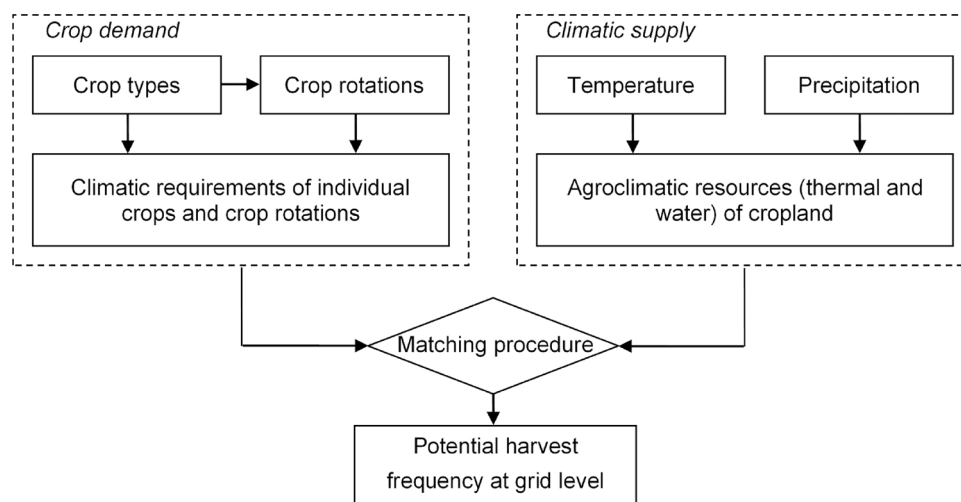 Crop demand
Crop types
Crop rotations
Climatic requirements of individual
crops and crop rotations
Climatic supply
Temperature
Precipitation
Agroclimatic resources (thermal and
water) of cropland
Matching procedure
Potential harvest
frequency at grid level